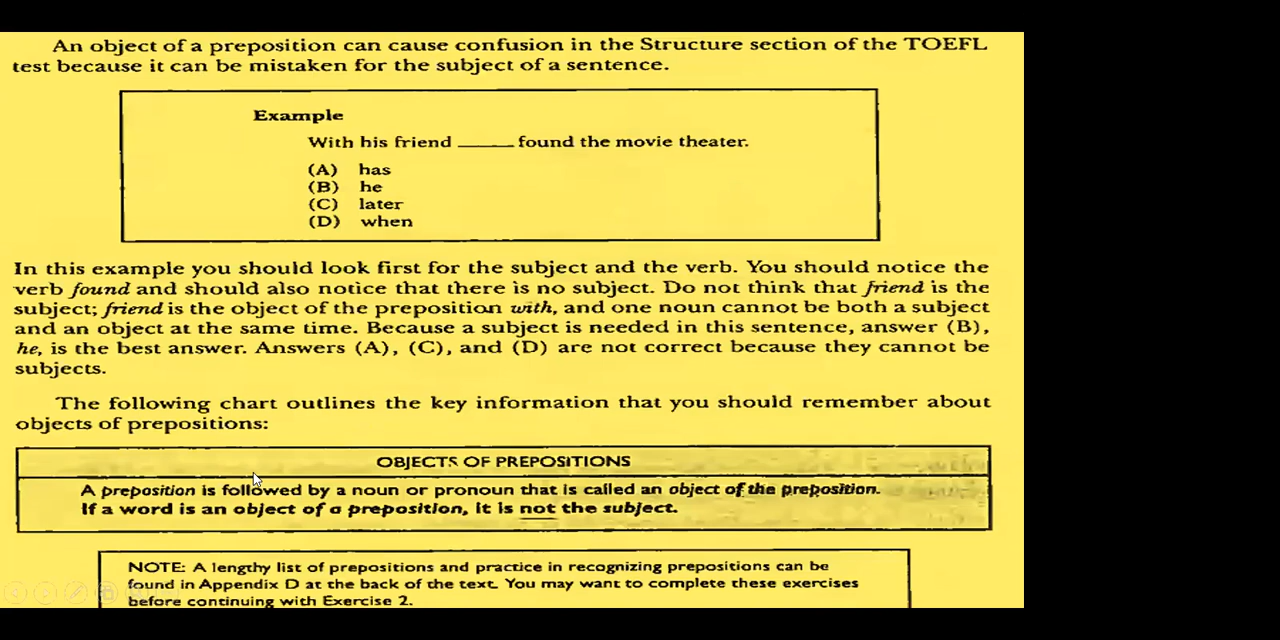 An object of a preposition can cause confusion in the Structure section of the TOEFL
test because it can be mistaken for the subject of a sentence.
Example
With his friend _____ found the movie theater.
(A) has
(B) he
(C) later
(D) when
In this example you should look first for the subject and the verb. You should notice the
verb found and should also notice that there is no subject. Do not think that friend is the
subject; friend is the object of the preposition with, and one noun cannot be both a subject
and an object at the same time. Because a subject is needed in this sentence, answer (B),
he, is the best answer. Answers (A), (C), and (D) are not correct because they cannot be
subjects.
The following chart outlines the key information that you should remember about
objects of prepositions:
OBJECTS OF PREPOSITIONS
A preposition is followed by a noun or pronoun that is called an object of the preposition.
If a word is an object of a preposition, it is not the subject.
NOTE: A lengthy list of prepositions and practice in recognizing prepositions can be
found in Appendix D at the back of the text. You may want to complete these exercises
before continuing with Exercise 2.